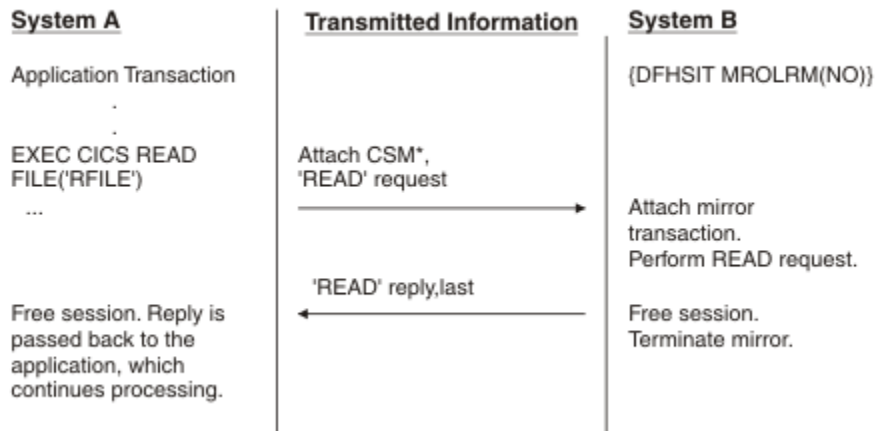 System A
Transmitted Information
System B
Application Transaction
{DFHSIT MROLRM(NO)}
.
.
EXEC CICS READ
FILE('RFILE')
...
Attach CSM*,
'READ' request
Attach mirror
transaction.
Perform READ request.
'READ' reply,last
Free session. Reply is
passed back to the
application, which
continues processing.
Free session.
Terminate mirror.